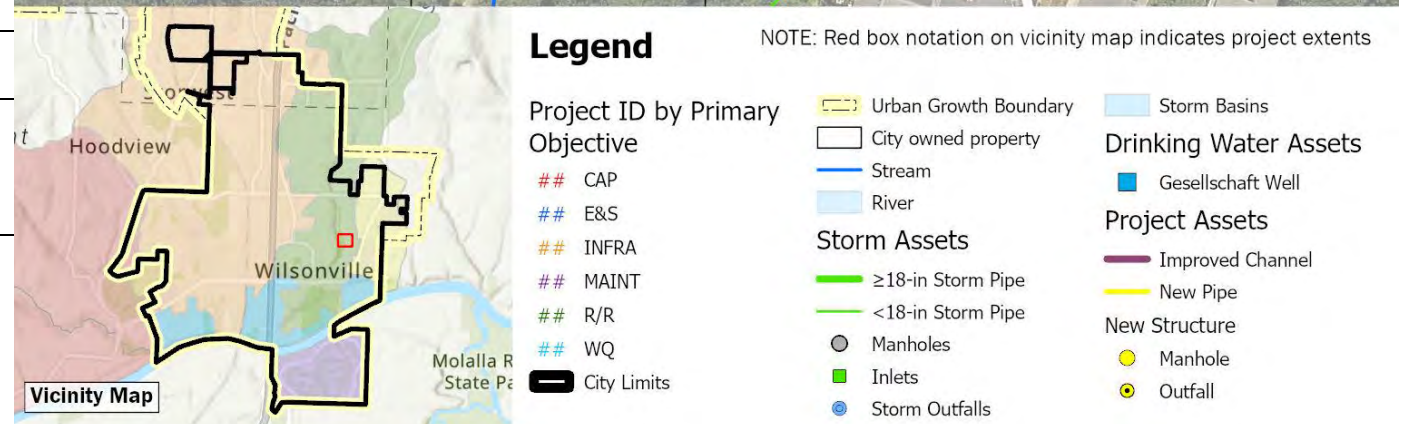 Hoodview
Wilsonville
Molalla R
State Pa
Vicinity Map
Legend
NOTE: Red box notation on vicinity map indicates project extents
Project ID by Primary
Objective
## CAP
## E&S
## INFRA
## MAINT
## R/R
## WQ
City Limits
Urban Growth Boundary
City owned property
Stream
River
Storm Assets
≥18-in Storm Pipe
<18-in Storm Pipe
Manholes
Inlets
Storm Outfalls
Storm Basins
Drinking Water Assets
Gesellschaft Well
Project Assets
Improved Channel
New Pipe
New Structure
Manhole
Outfall